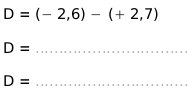 D = (− 2,6) − (+ 2,7)
D = ..................................
D = ..................................